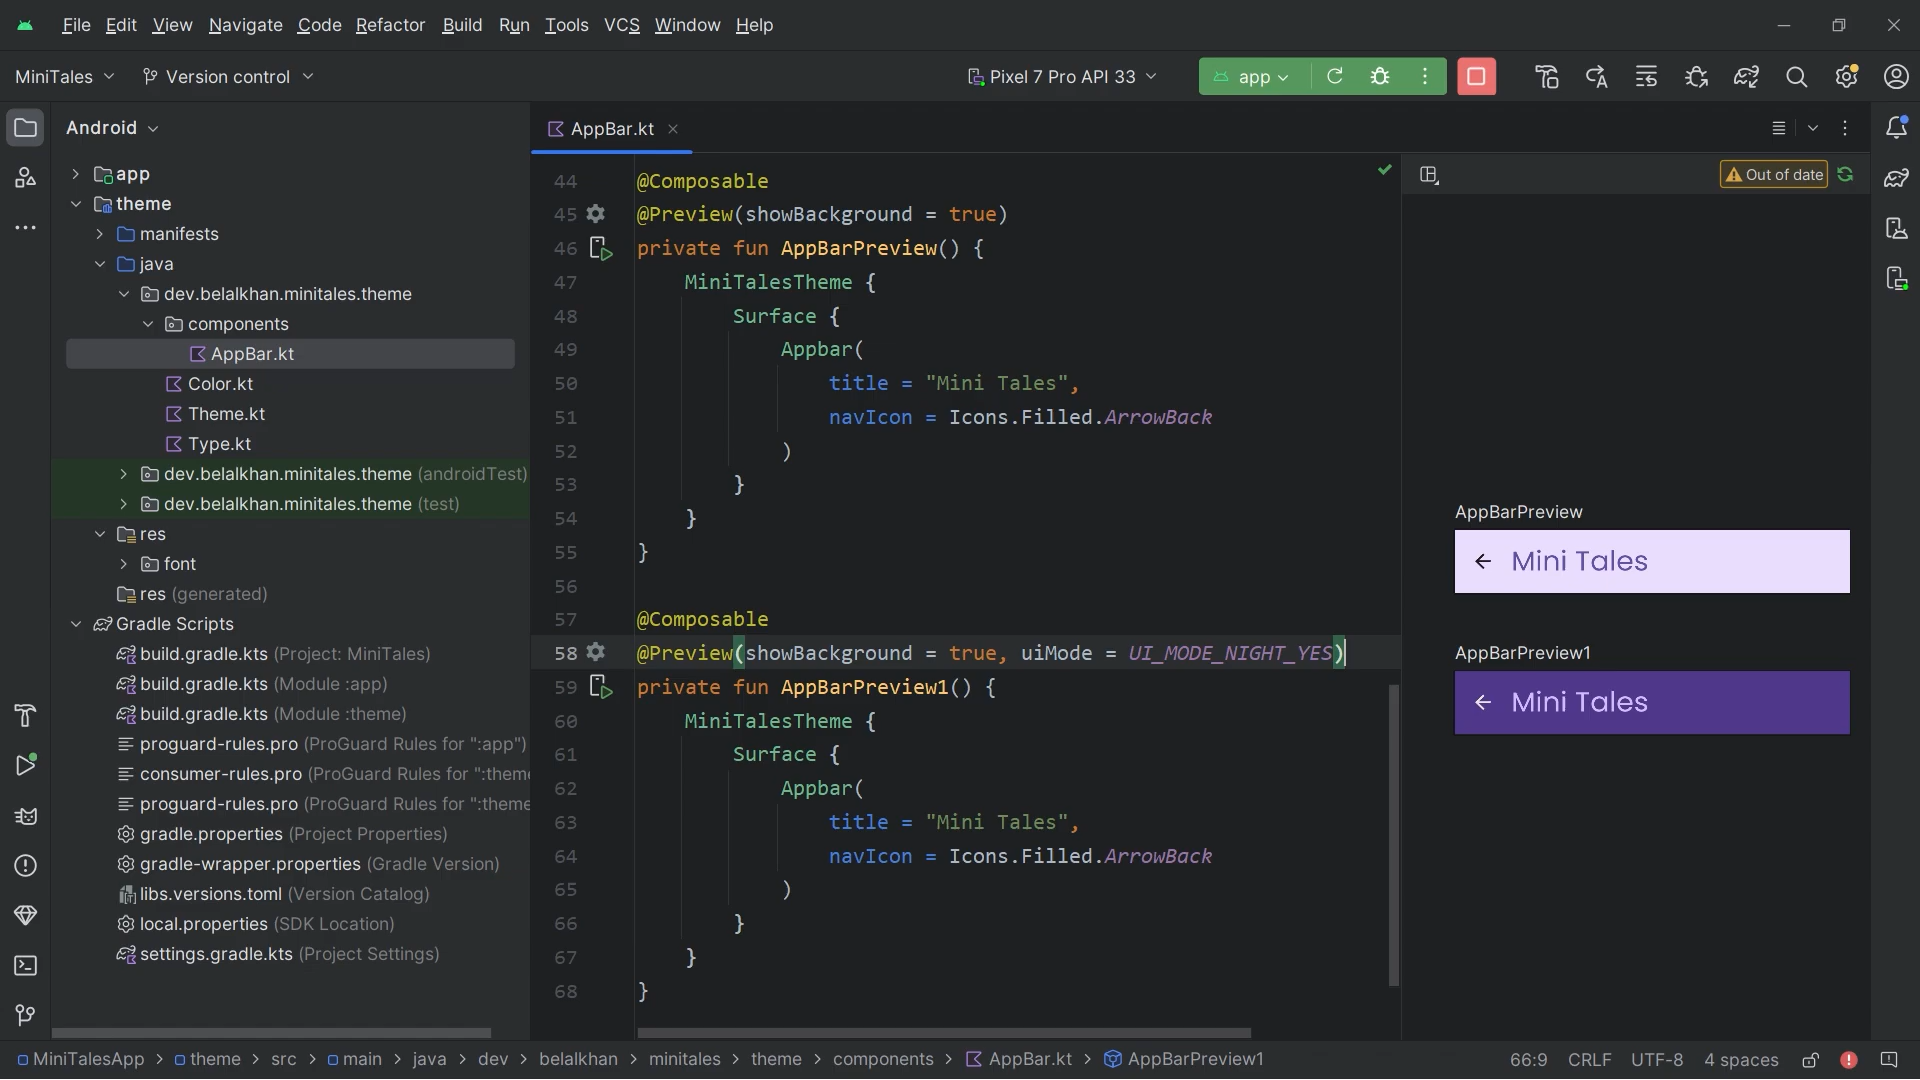 File Edit View Navigate Code Refactor Build Run Tools VCS Window Help
MiniTales Version control Pixel 7 Pro API 33 app
Android
app
theme
manifests
java
dev.belalkhan.minitales.theme
components
AppBar.kt
Color.kt
Theme.kt
Type.kt
dev.belalkhan.minitales.theme (androidTest)
dev.belalkhan.minitales.theme (test)
res
font
res (generated)
Gradle Scripts
build.gradle.kts (Project: MiniTales)
build.gradle.kts (Module :app)
build.gradle.kts (Module :theme)
proguard-rules.pro (ProGuard Rules for ":app")
consumer-rules.pro (ProGuard Rules for ":theme
proguard-rules.pro (ProGuard Rules for ":theme
gradle.properties (Project Properties)
gradle-wrapper.properties (Gradle Version)
libs.versions.toml (Version Catalog)
local.properties (SDK Location)
settings.gradle.kts (Project Settings)
AppBar.kt
44 @Composable
45 @Preview(showBackground = true)
46 private fun AppBarPreview() {
47 MiniTalesTheme {
48 Surface {
49 Appbar(
50 title = "Mini Tales",
51 navIcon = Icons.Filled.ArrowBack
52 )
53 }
54 }
55 }
56
57 @Composable
58 @Preview(showBackground = true, uiMode = UI_MODE_NIGHT_YES)
59 private fun AppBarPreview1() {
60 MiniTalesTheme {
61 Surface {
62 Appbar(
63 title = "Mini Tales",
64 navIcon = Icons.Filled.ArrowBack
65 )
66 }
67 }
68 }
Out of date
AppBarPreview
Mini Tales
AppBarPreview1
Mini Tales
MiniTalesApp > theme > src > main > java > dev > belalkhan > minitales > theme > components > AppBar.kt > AppBarPreview1 66:9 CRLF UTF-8 4 spaces